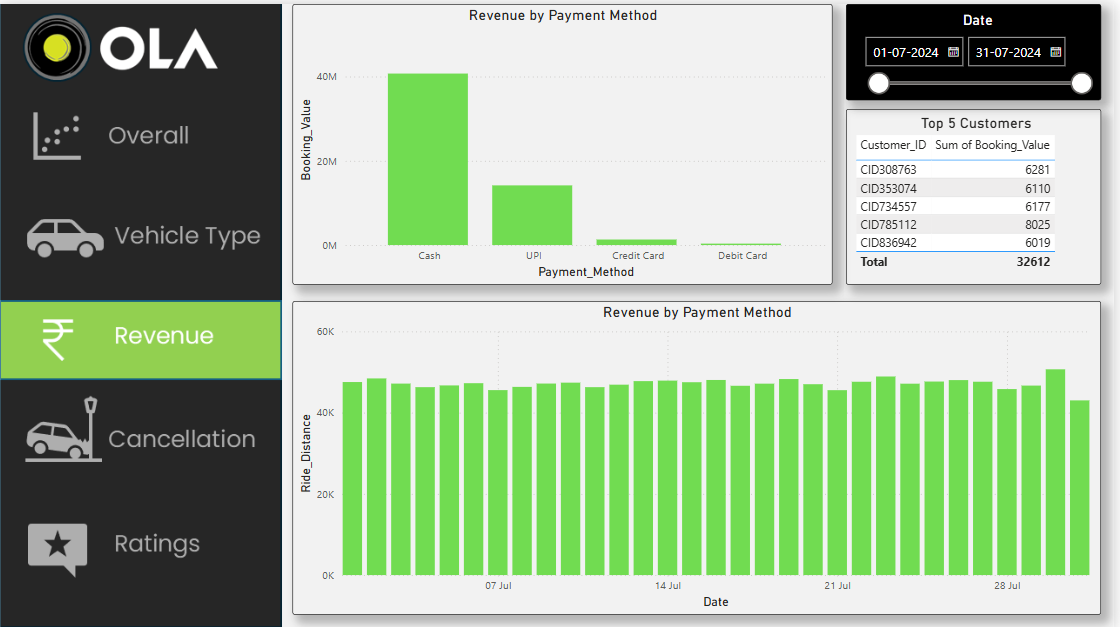 OLA
Overall
Vehicle Type
Revenue
Cancellation
Ratings
Revenue by Payment Method
Booking_Value
40M
20M
0M
Cash UPI Credit Card Debit Card
Payment_Method
Date
01-07-2024 31-07-2024
Top 5 Customers
Customer_ID Sum of Booking_Value
CID308763 6281
CID353074 6110
CID734557 6177
CID785112 8025
CID836942 6019
Total 32612
Revenue by Payment Method
Ride_Distance
60K
40K
20K
0K
07 Jul 14 Jul 21 Jul 28 Jul
Date